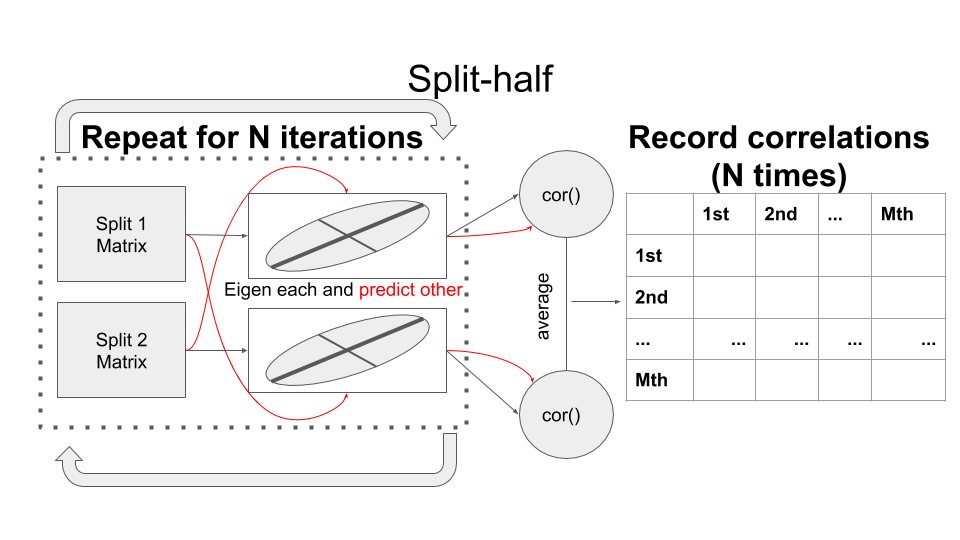 Split-half
Repeat for N iterations
Record correlations
(N times)
Split 1
Matrix
Split 2
Matrix
Eigen each and predict other
cor()
average
cor()
1st 2nd ... Mth
1st
2nd
... ... ... ... ...
Mth